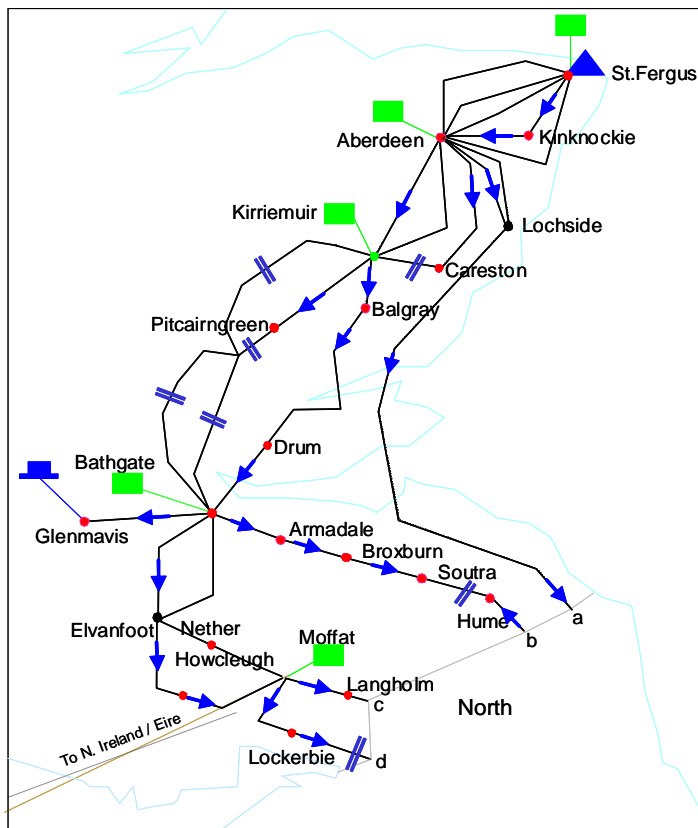 St.Fergus
Aberdeen
Kinknockie
Kirriemuir
Lochside
Careston
Balgray
Pitcairngreen
Drum
Bathgate
Glenmavis
Armadale
Broxburn
Soutra
Hume
a
b
Elvanfoot
Nether
Howcleugh
Moffat
Langholm
c
North
To N. Ireland / Eire
Lockerbie
d